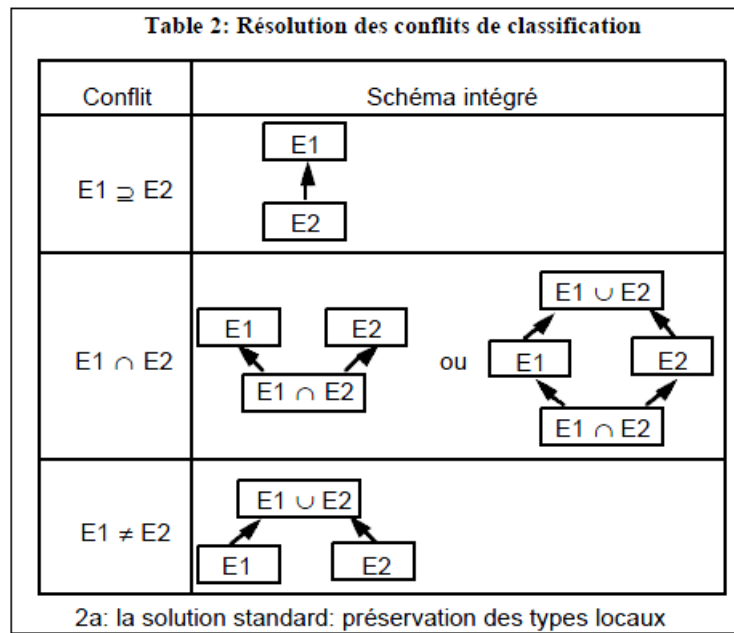 Table 2: Résolution des conflits de classification
Conflit
Schéma intégré
E1 ⊇ E2
E1
E2
E1 ∩ E2
E1
E2
E1 ∩ E2
ou
E1 ∪ E2
E1
E2
E1 ∩ E2
E1 ≠ E2
E1 ∪ E2
E1
E2
2a: la solution standard: préservation des types locaux